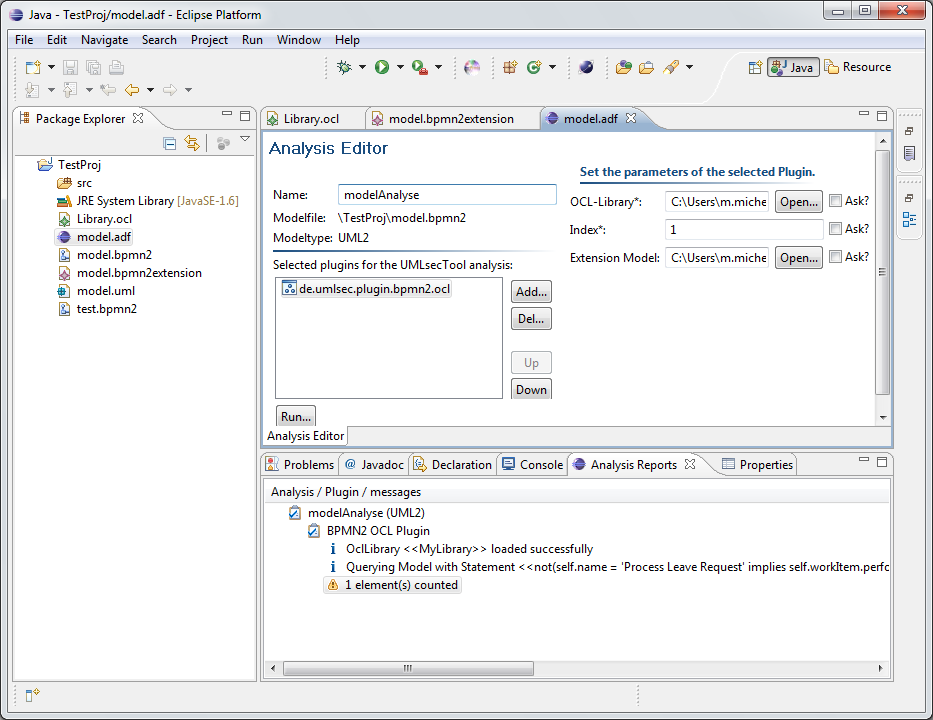 Java - TestProj/model.adf - Eclipse Platform
File Edit Navigate Search Project Run Window Help
Java Resource
Package Explorer
TestProj
src
JRE System Library [JavaSE-1.6]
Library.ocl
model.adf
model.bpmn2
model.bpmn2extension
model.uml
test.bpmn2
Library.ocl model.bpmn2extension model.adf
Analysis Editor
Name: modelAnalyse
Modelfile: \TestProj\model.bpmn2
Modeltype: UML2
Selected plugins for the UMLsecTool analysis:
de.umlsec.plugin.bpmn2.ocl
Add...
Del...
Up
Down
Run...
Set the parameters of the selected Plugin.
OCL-Library*: C:\Users\m.miche Open... Ask?
Index*: 1 Ask?
Extension Model: C:\Users\m.miche Open... Ask?
Analysis Editor
Problems @ Javadoc Declaration Console Analysis Reports Properties
Analysis / Plugin / messages
modelAnalyse (UML2)
BPMN2 OCL Plugin
i OclLibrary <<MyLibrary>> loaded successfully
i Querying Model with Statement <<not(self.name = 'Process Leave Request' implies self.workItem.perfo
1 element(s) counted